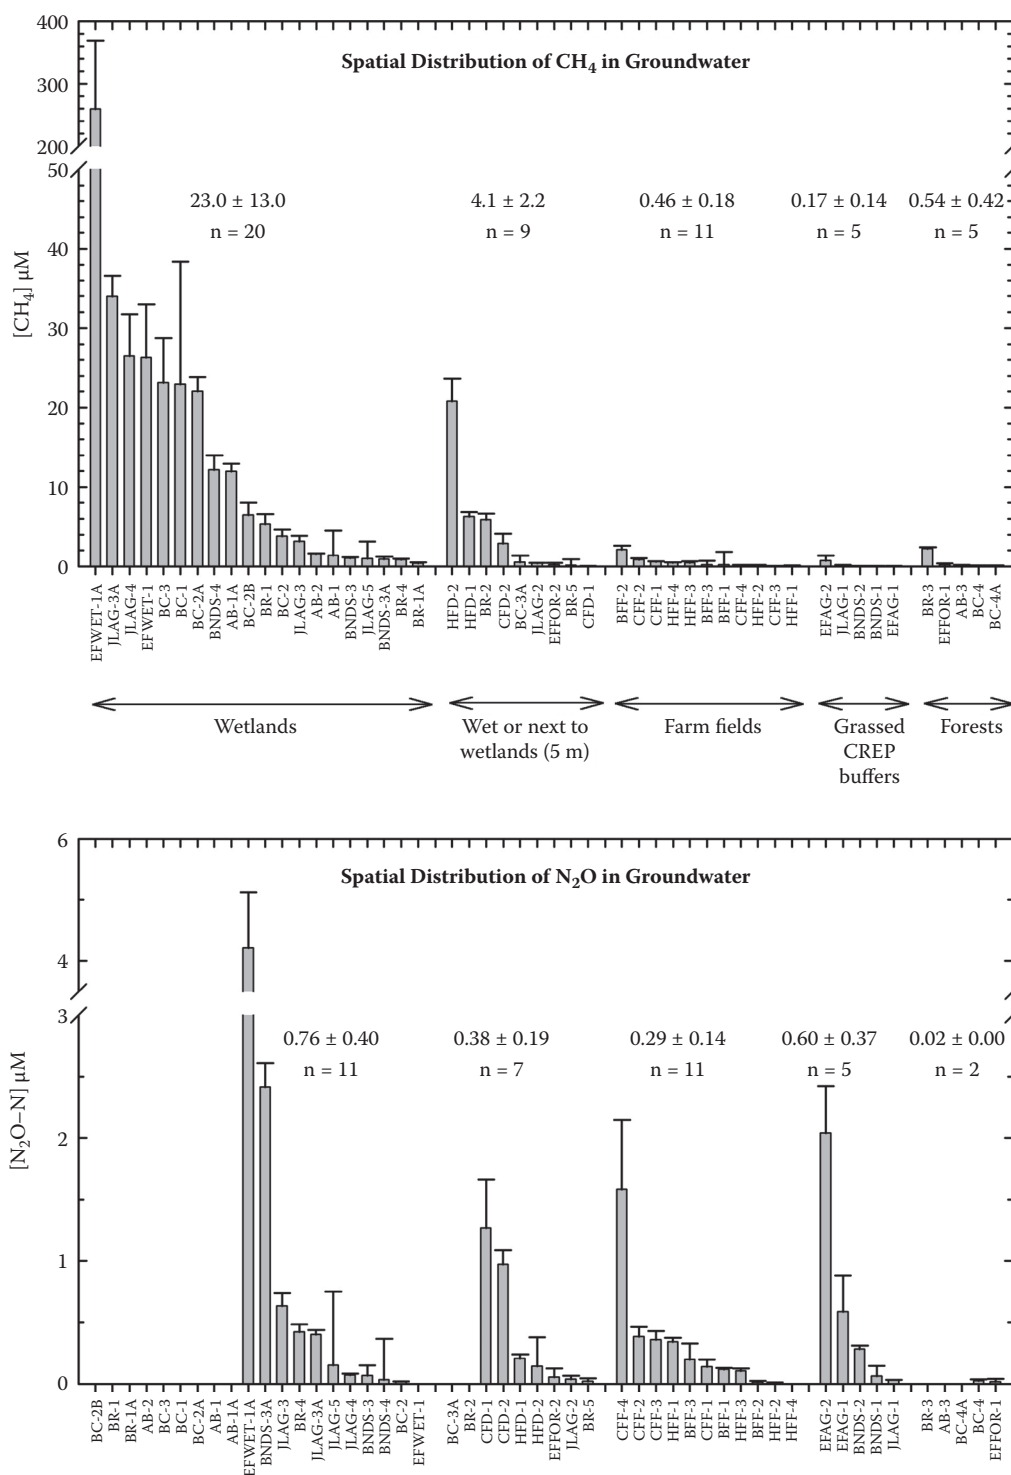 Spatial Distribution of CH4 in Groundwater
400
300
200
50
40
30
20
10
0
[CH4] µM
23.0 ± 13.0
n = 20
4.1 ± 2.2
n = 9
0.46 ± 0.18
n = 11
0.17 ± 0.14
n = 5
0.54 ± 0.42
n = 5
EFWET-1A
JLAG-3A
JLAG-4
EFWET-1
BC-3
BC-1
BC-2A
BNDS-4
AB-1A
BC-2B
BR-1
BC-2
JLAG-3
AB-2
AB-1
BNDS-3
JLAG-5
BNDS-3A
BR-4
BR-1A
HFD-2
HFD-1
BR-2
CFD-2
BC-3A
JLAG-2
EFFOR-2
BR-5
CFD-1
BFF-2
CFF-2
CFF-1
HFF-4
HFF-3
BFF-3
BFF-1
CFF-4
HFF-2
CFF-3
HFF-1
EFAG-2
JLAG-1
BNDS-2
BNDS-1
EFAG-1
BR-3
EFFOR-1
AB-3
BC-4
BC-4A
Wetlands
Wet or next to
wetlands (5 m)
Farm fields
Grassed
CREP
buffers
Forests
Spatial Distribution of N2O in Groundwater
6
4
3
2
1
0
[N2O–N] µM
0.76 ± 0.40
n = 11
0.38 ± 0.19
n = 7
0.29 ± 0.14
n = 11
0.60 ± 0.37
n = 5
0.02 ± 0.00
n = 2
BC-2B
BR-1
BR-1A
AB-2
BC-3
BC-1
BC-2A
AB-1
AB-1A
EFWET-1A
BNDS-3A
JLAG-3
BR-4
JLAG-3A
JLAG-5
JLAG-4
BNDS-3
BNDS-4
BC-2
EFWET-1
BC-3A
BR-2
CFD-1
CFD-2
HFD-1
HFD-2
EFFOR-2
JLAG-2
BR-5
CFF-4
CFF-2
CFF-3
HFF-1
BFF-3
CFF-1
BFF-1
HFF-3
BFF-2
HFF-2
HFF-4
EFAG-2
EFAG-1
BNDS-2
BNDS-1
JLAG-1
BR-3
AB-3
BC-4A
BC-4
EFFOR-1